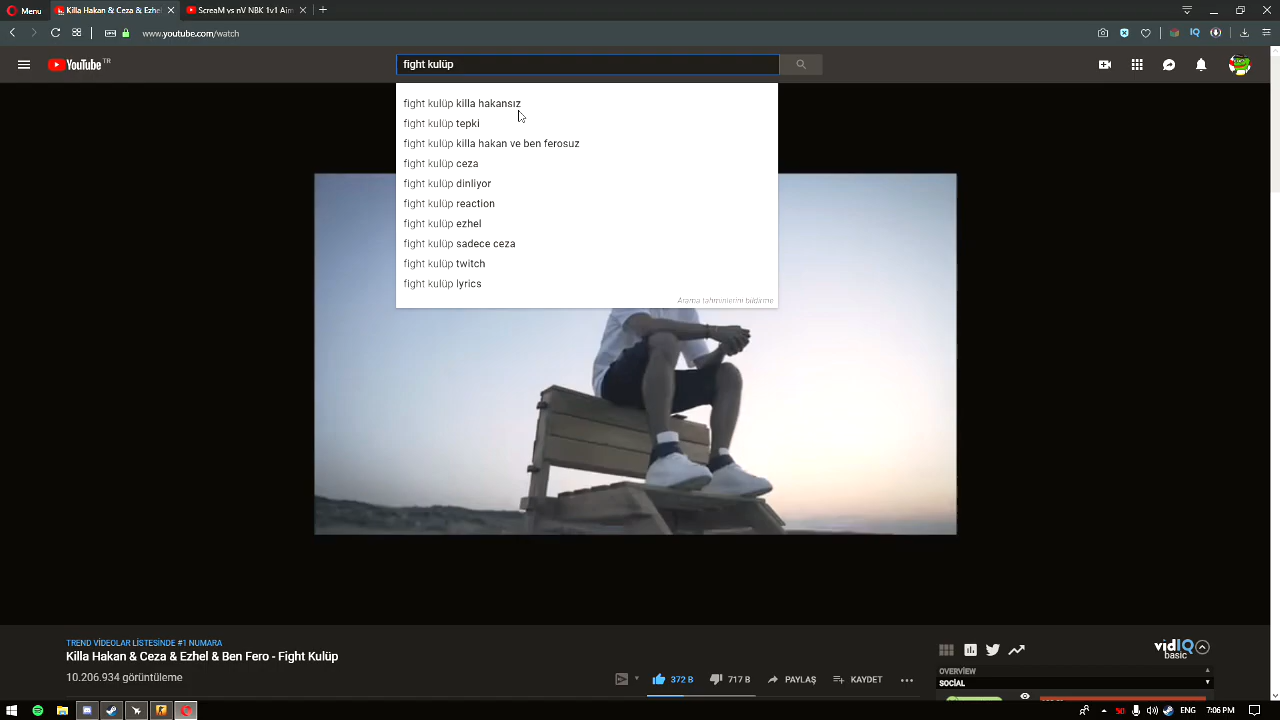 Menu
Killa Hakan & Ceza & Ezhel
ScreaM vs nV NBK 1v1 Aim
www.youtube.com/watch
YouTube TR
fight kulüp
fight kulüp killa hakansız
fight kulüp tepki
fight kulüp killa hakan ve ben ferosuz
fight kulüp ceza
fight kulüp dinliyor
fight kulüp reaction
fight kulüp ezhel
fight kulüp sadece ceza
fight kulüp twitch
fight kulüp lyrics
Arama tahminlerini bildirme
TREND VİDEOLAR LİSTESİNDE #1 NUMARA
Killa Hakan & Ceza & Ezhel & Ben Fero - Fight Kulüp
10.206.934 görüntüleme
372 B
717 B
PAYLAŞ
KAYDET
vidIQ
basic
OVERVIEW
SOCİAL
ENG
7:06 PM